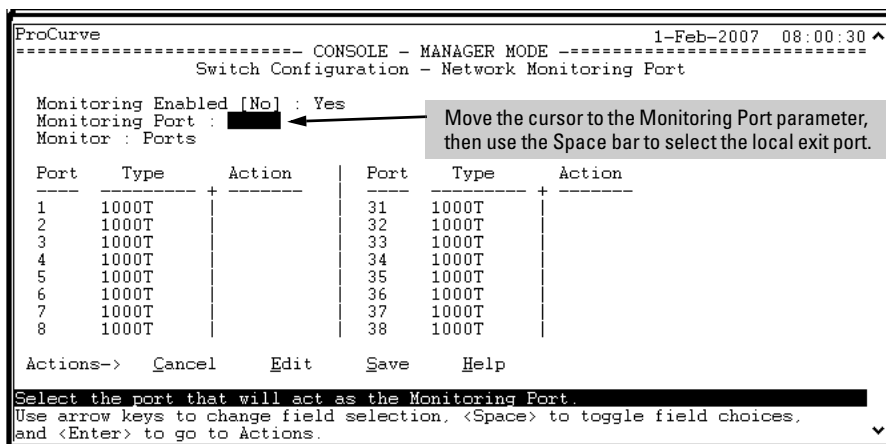 ProCurve 1-Feb-2007 08:00:30
==========================- CONSOLE - MANAGER MODE -============================
Switch Configuration - Network Monitoring Port
Monitoring Enabled [No] : Yes
Monitoring Port :
Monitor : Ports
Move the cursor to the Monitoring Port parameter,
then use the Space bar to select the local exit port.
Port Type Action | Port Type Action
---- --------- + ------- | ---- --------- + -------
1 1000T | | 31 1000T |
2 1000T | | 32 1000T |
3 1000T | | 33 1000T |
4 1000T | | 34 1000T |
5 1000T | | 35 1000T |
6 1000T | | 36 1000T |
7 1000T | | 37 1000T |
8 1000T | | 38 1000T |
Actions-> Cancel Edit Save Help
Select the port that will act as the Monitoring Port.
Use arrow keys to change field selection, <Space> to toggle field choices,
and <Enter> to go to Actions.